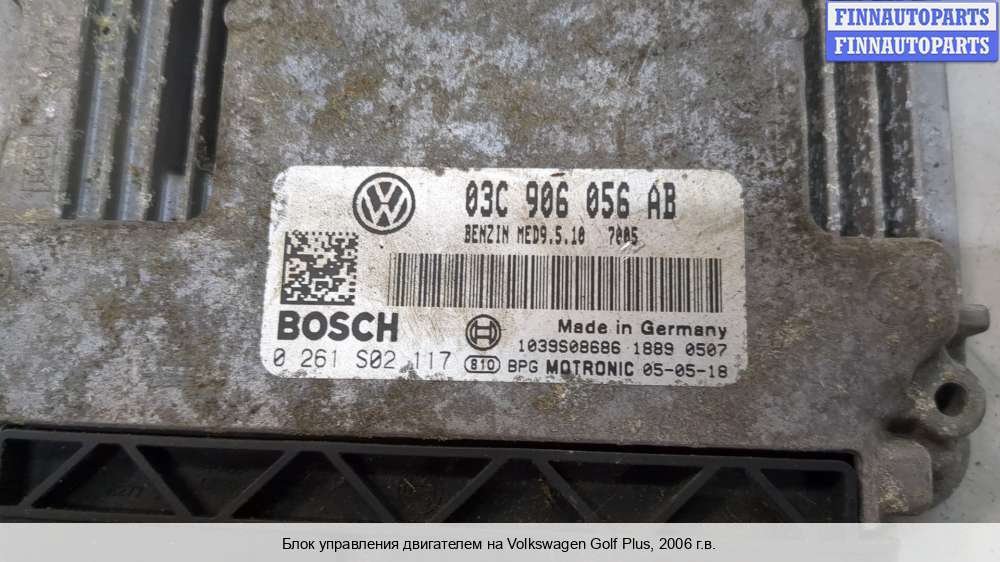 FINNAUTOPARTS
FINNAUTOPARTS
03C 906 056 AB
BENZIN MED9.5.10 7005
BOSCH
Made in Germany
1039S08686 1889 0507
0 261 S02 117 810 BPG MOTRONIC 05-05-18
Блок управления двигателем на Volkswagen Golf Plus, 2006 г.в.